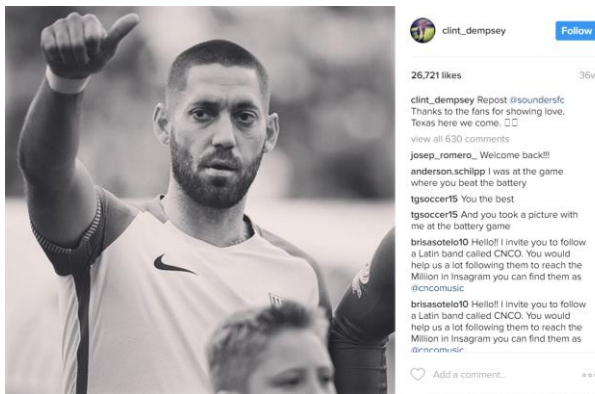 clint_dempsey
Follow
26,721 likes
36w
clint_dempsey Repost @soundersfc
Thanks to the fans for showing love.
Texas here we come.
view all 630 comments
josep_romero_ Welcome back!!!
anderson.schilpp I was at the game
where you beat the battery
tgsoccer15 You the best
tgsoccer15 And you took a picture with
me at the battery game
brisasotelo10 Hello!! I invite you to follow
a Latin band called CNCO. You would
help us a lot following them to reach the
Million in Insagram you can find them as
@cncomusic
brisasotelo10 Hello!! I invite you to follow
a Latin band called CNCO. You would
help us a lot following them to reach the
Million in Insagram you can find them as
@cncomusic
Add a comment..